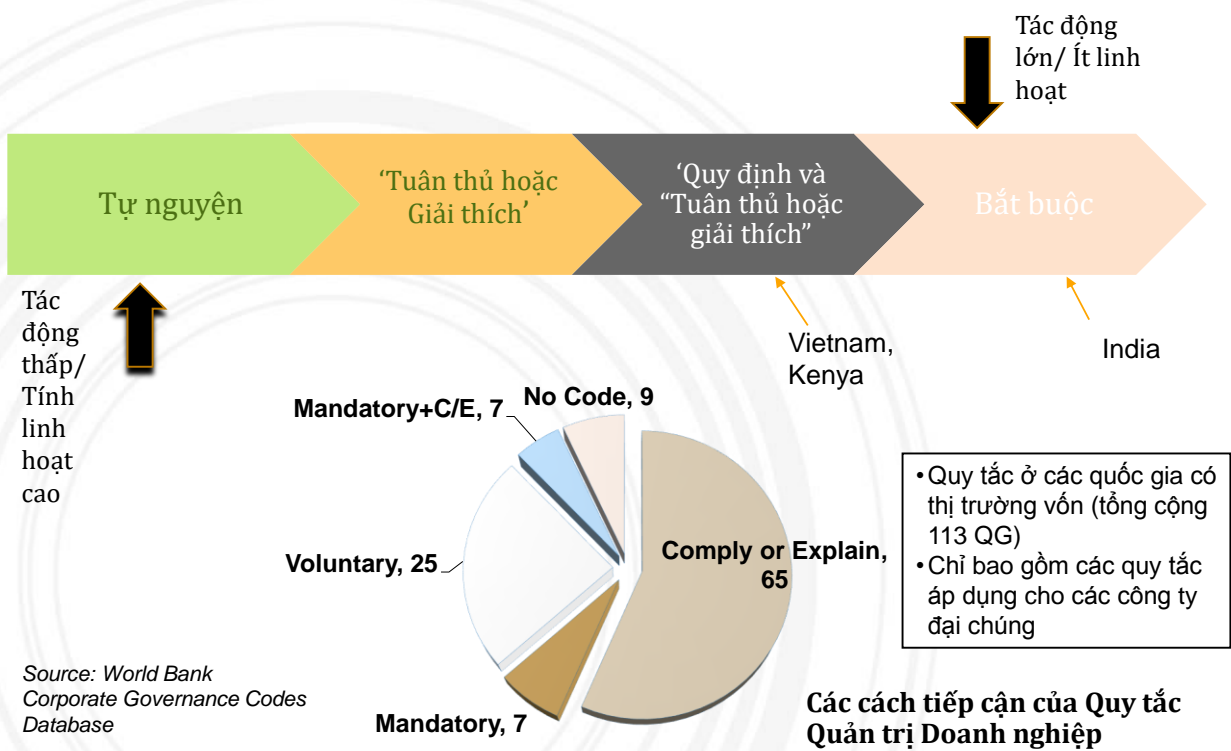 Tác động
lớn/ Ít linh
hoạt
Tự nguyện
‘Tuân thủ hoặc
Giải thích’
‘Quy định và
“Tuân thủ hoặc
giải thích”
Bắt buộc
Tác
động
thấp/
Tính
linh
hoạt
cao
Vietnam,
Kenya
India
Mandatory+C/E, 7
No Code, 9
Voluntary, 25
Comply or Explain,
65
Mandatory, 7
•Quy tắc ở các quốc gia có
thị trường vốn (tổng cộng
113 QG)
•Chỉ bao gồm các quy tắc
áp dụng cho các công ty
đại chúng
Source: World Bank
Corporate Governance Codes
Database
Các cách tiếp cận của Quy tắc
Quản trị Doanh nghiệp